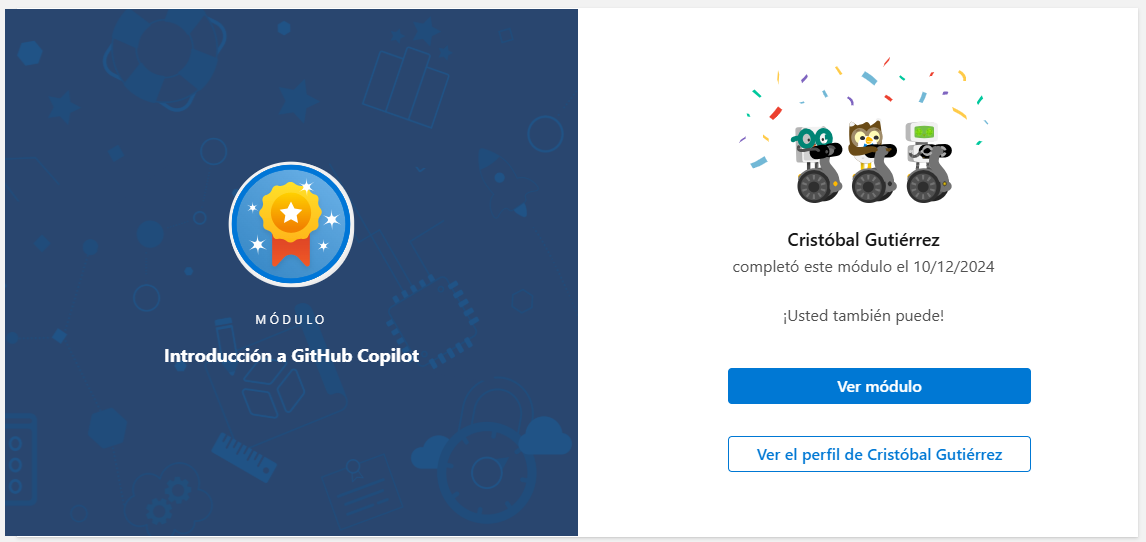 MÓDULO
Introducción a GitHub Copilot
Cristóbal Gutiérrez
completó este módulo el 10/12/2024
¡Usted también puede!
Ver módulo
Ver el perfil de Cristóbal Gutiérrez